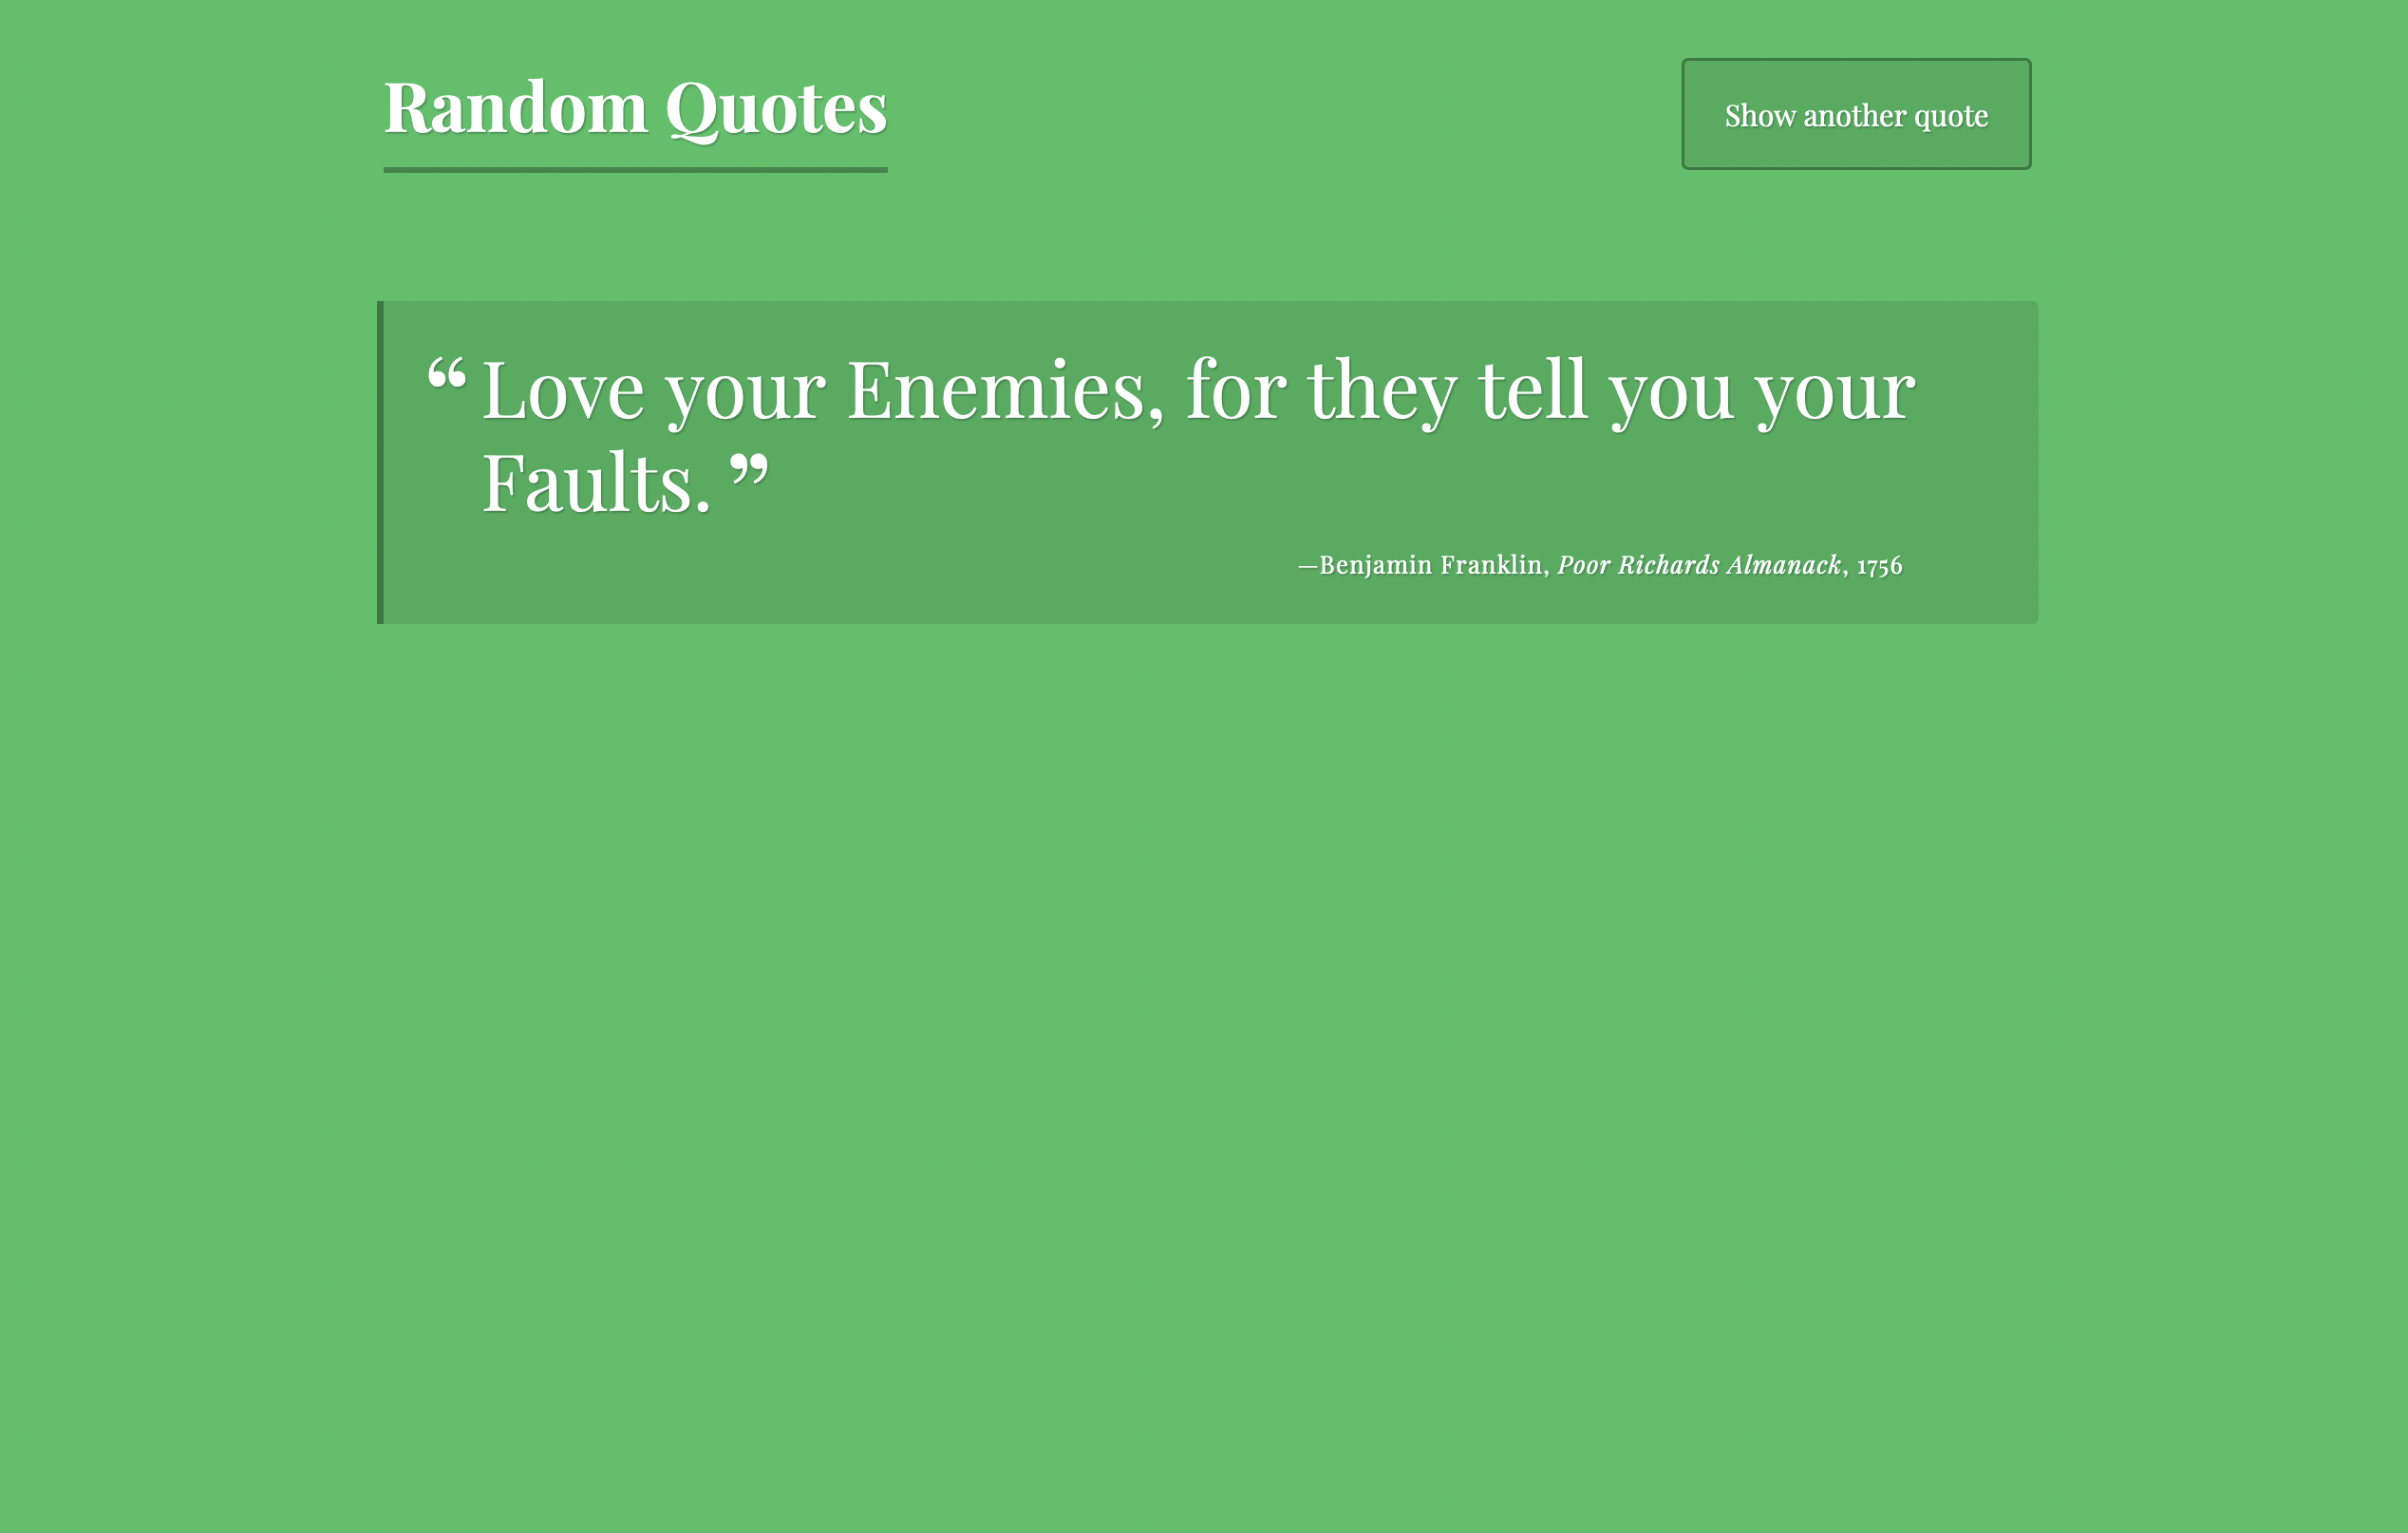 Random Quotes
Show another quote
“Love your Enemies, for they tell you your
Faults.”
—Benjamin Franklin, Poor Richards Almanack, 1756